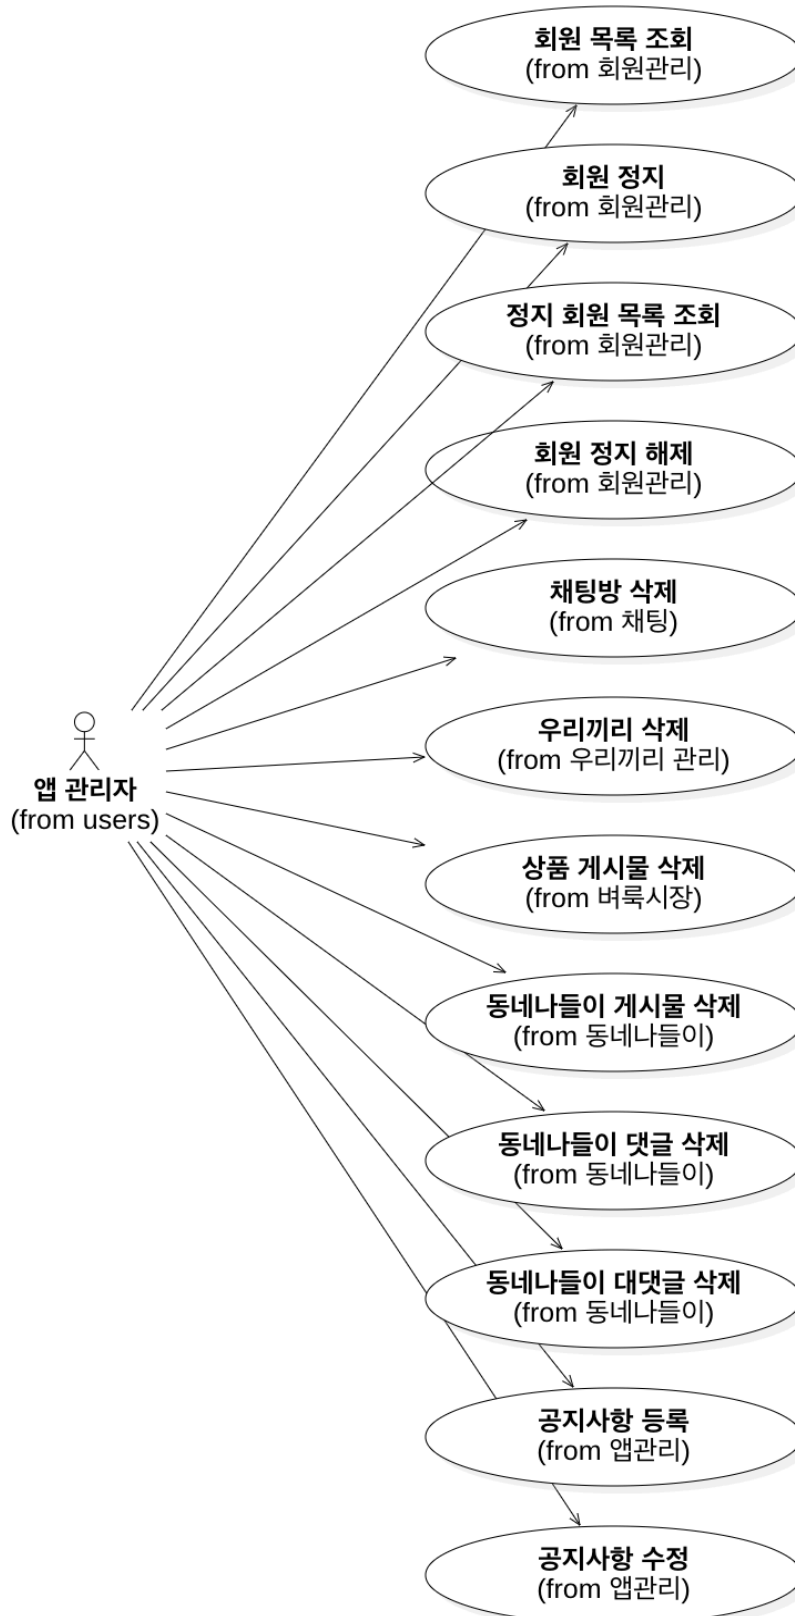 회원 목록 조회
(from 회원관리)
회원 정지
(from 회원관리)
정지 회원 목록 조회
(from 회원관리)
회원 정지 해제
(from 회원관리)
채팅방 삭제
(from 채팅)
우리끼리 삭제
(from 우리끼리 관리)
앱 관리자
(from users)
상품 게시물 삭제
(from 벼룩시장)
동네나들이 게시물 삭제
(from 동네나들이)
동네나들이 댓글 삭제
(from 동네나들이)
동네나들이 대댓글 삭제
(from 동네나들이)
공지사항 등록
(from 앱관리)
공지사항 수정
(from 앱관리)